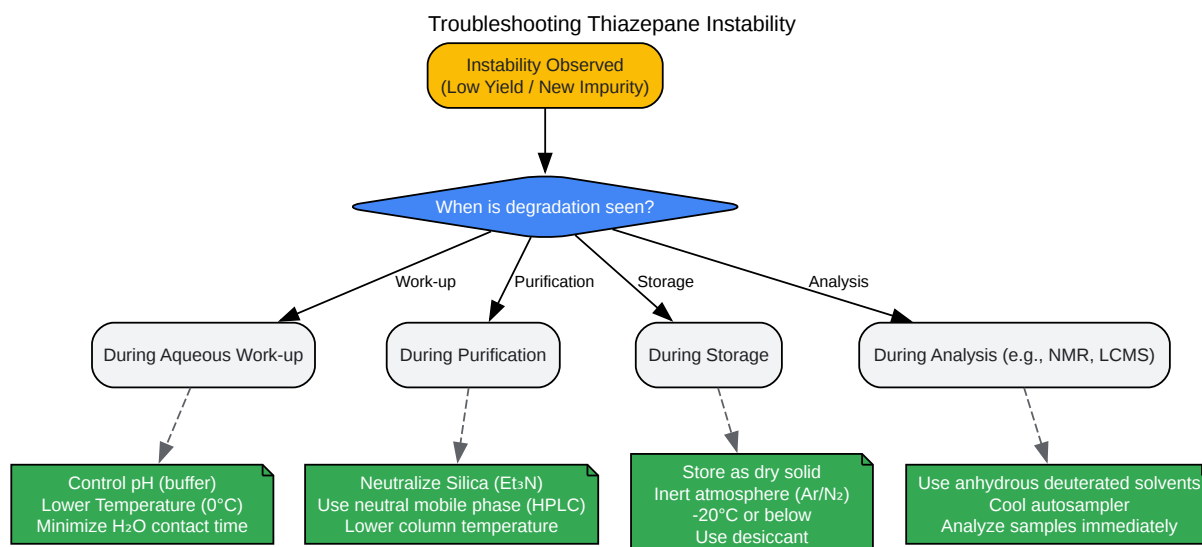 Troubleshooting Thiazepane Instability
Instability Observed
(Low Yield / New Impurity)
When is degradation seen?
Work-up
Purification
Storage
Analysis
During Aqueous Work-up
During Purification
During Storage
During Analysis (e.g., NMR, LCMS)
Control pH (buffer)
Lower Temperature (0°C)
Minimize H₂O contact time
Neutralize Silica (Et₃N)
Use neutral mobile phase (HPLC)
Lower column temperature
Store as dry solid
Inert atmosphere (Ar/N₂)
-20°C or below
Use desiccant
Use anhydrous deuterated solvents
Cool autosampler
Analyze samples immediately